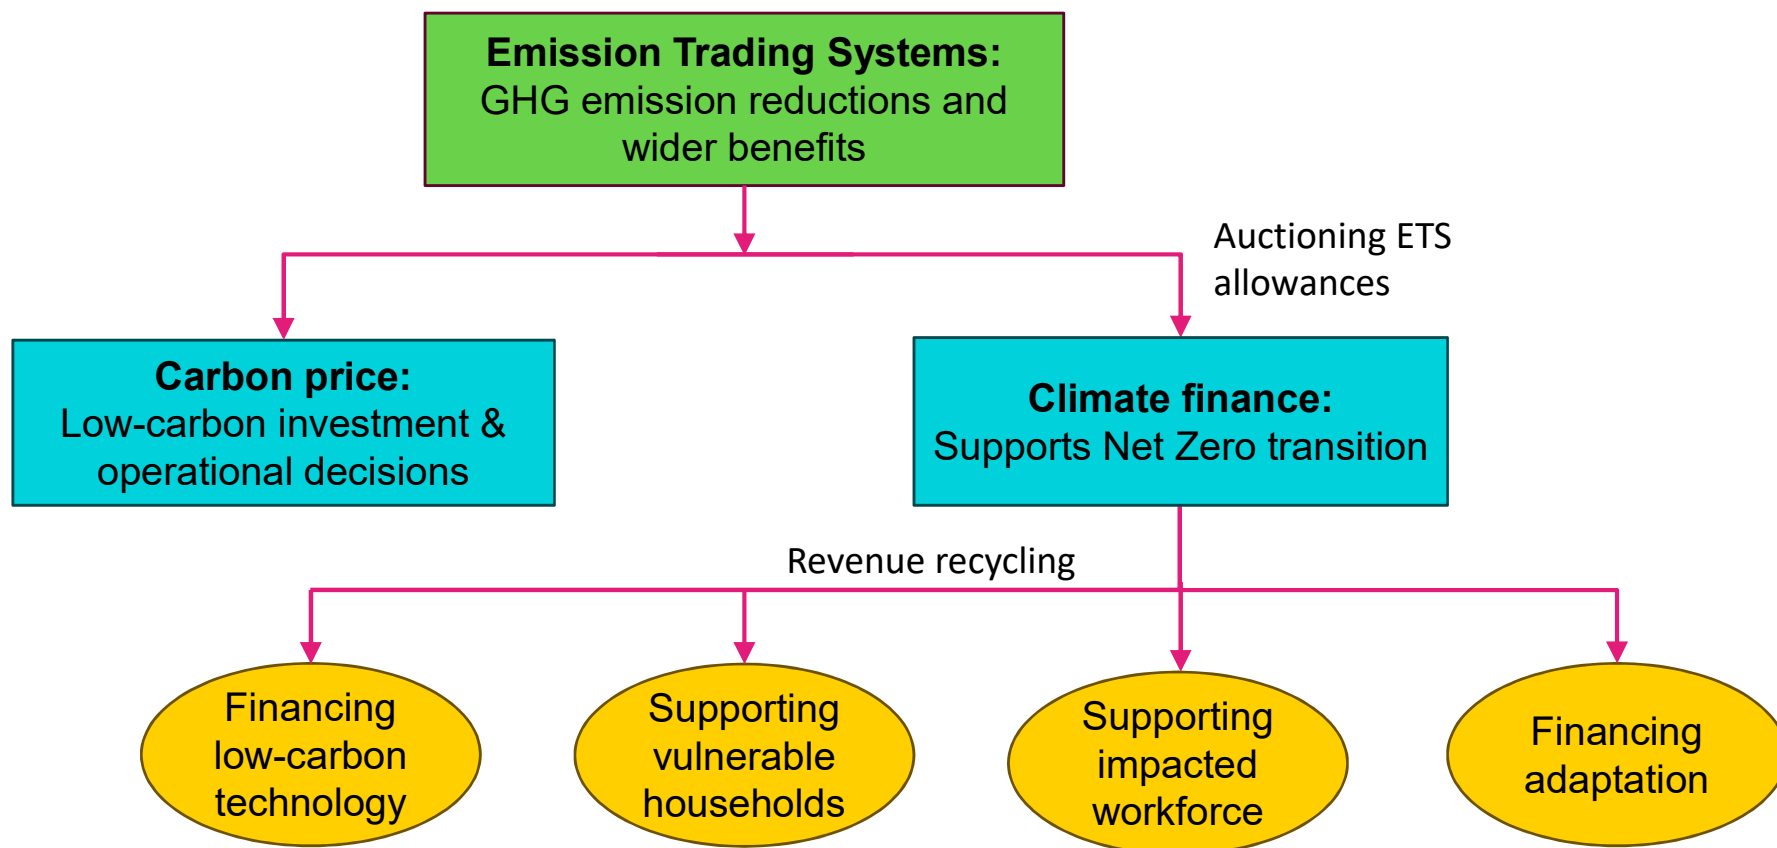 Emission Trading Systems:
GHG emission reductions and
wider benefits
Auctioning ETS
allowances
Carbon price:
Low-carbon investment &
operational decisions
Climate finance:
Supports Net Zero transition
Revenue recycling
Financing
low-carbon
technology
Supporting
vulnerable
households
Supporting
impacted
workforce
Financing
adaptation